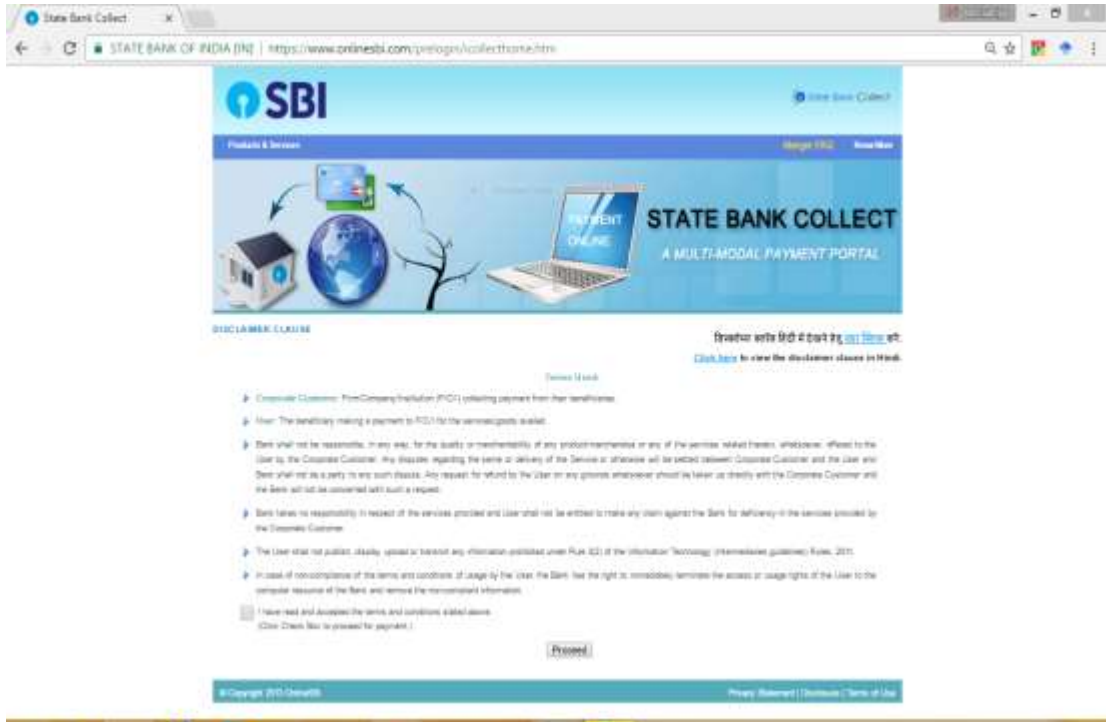 State Bank Collect
STATE BANK OF INDIA [IN] | https://www.onlinesbi.com/prelogin/collecthome.htm
SBI
State Bank Collect
Products & Services
Merger FAQ
Know More
PAYMENT
ONLINE
STATE BANK COLLECT
A MULTI-MODAL PAYMENT PORTAL
DISCLAIMER CLAUSE
Click here to view the disclaimer clause in Hindi
Terms Used
Corporate Customer: Firm/Company/Institution (F/C/I) collecting payment from their beneficiaries.
User: The beneficiary making a payment to F/C/I for the services/goods availed.
Bank shall not be responsible, in any way, for the quality or merchantability of any product/merchandise or any of the services related thereto, whatsoever, offered to the
User by the Corporate Customer. Any disputes regarding the same or delivery of the Service or otherwise will be settled between Corporate Customer and the User and
Bank shall not be a party to any such dispute. Any request for refund by the User on any grounds whatsoever should be taken up directly with the Corporate Customer and
the Bank will not be concerned with such a request.
Bank takes no responsibility in respect of the services provided and User shall not be entitled to make any claim against the Bank for deficiency in the services provided by
the Corporate Customer.
The User shall not publish, display, upload or transmit any information prohibited under Rule 3(2) of the Information Technology (Intermediaries guidelines) Rules, 2011.
In case of non-compliance of the terms and conditions of usage by the User, the Bank has the right to immediately terminate the access or usage rights of the User to the
computer resource of the Bank and remove the non-compliant information.
I have read and accepted the terms and conditions stated above.
(Click Check Box to proceed for payment.)
Proceed
© Copyright OnlineSBI
Privacy Statement | Disclosure | Terms of Use